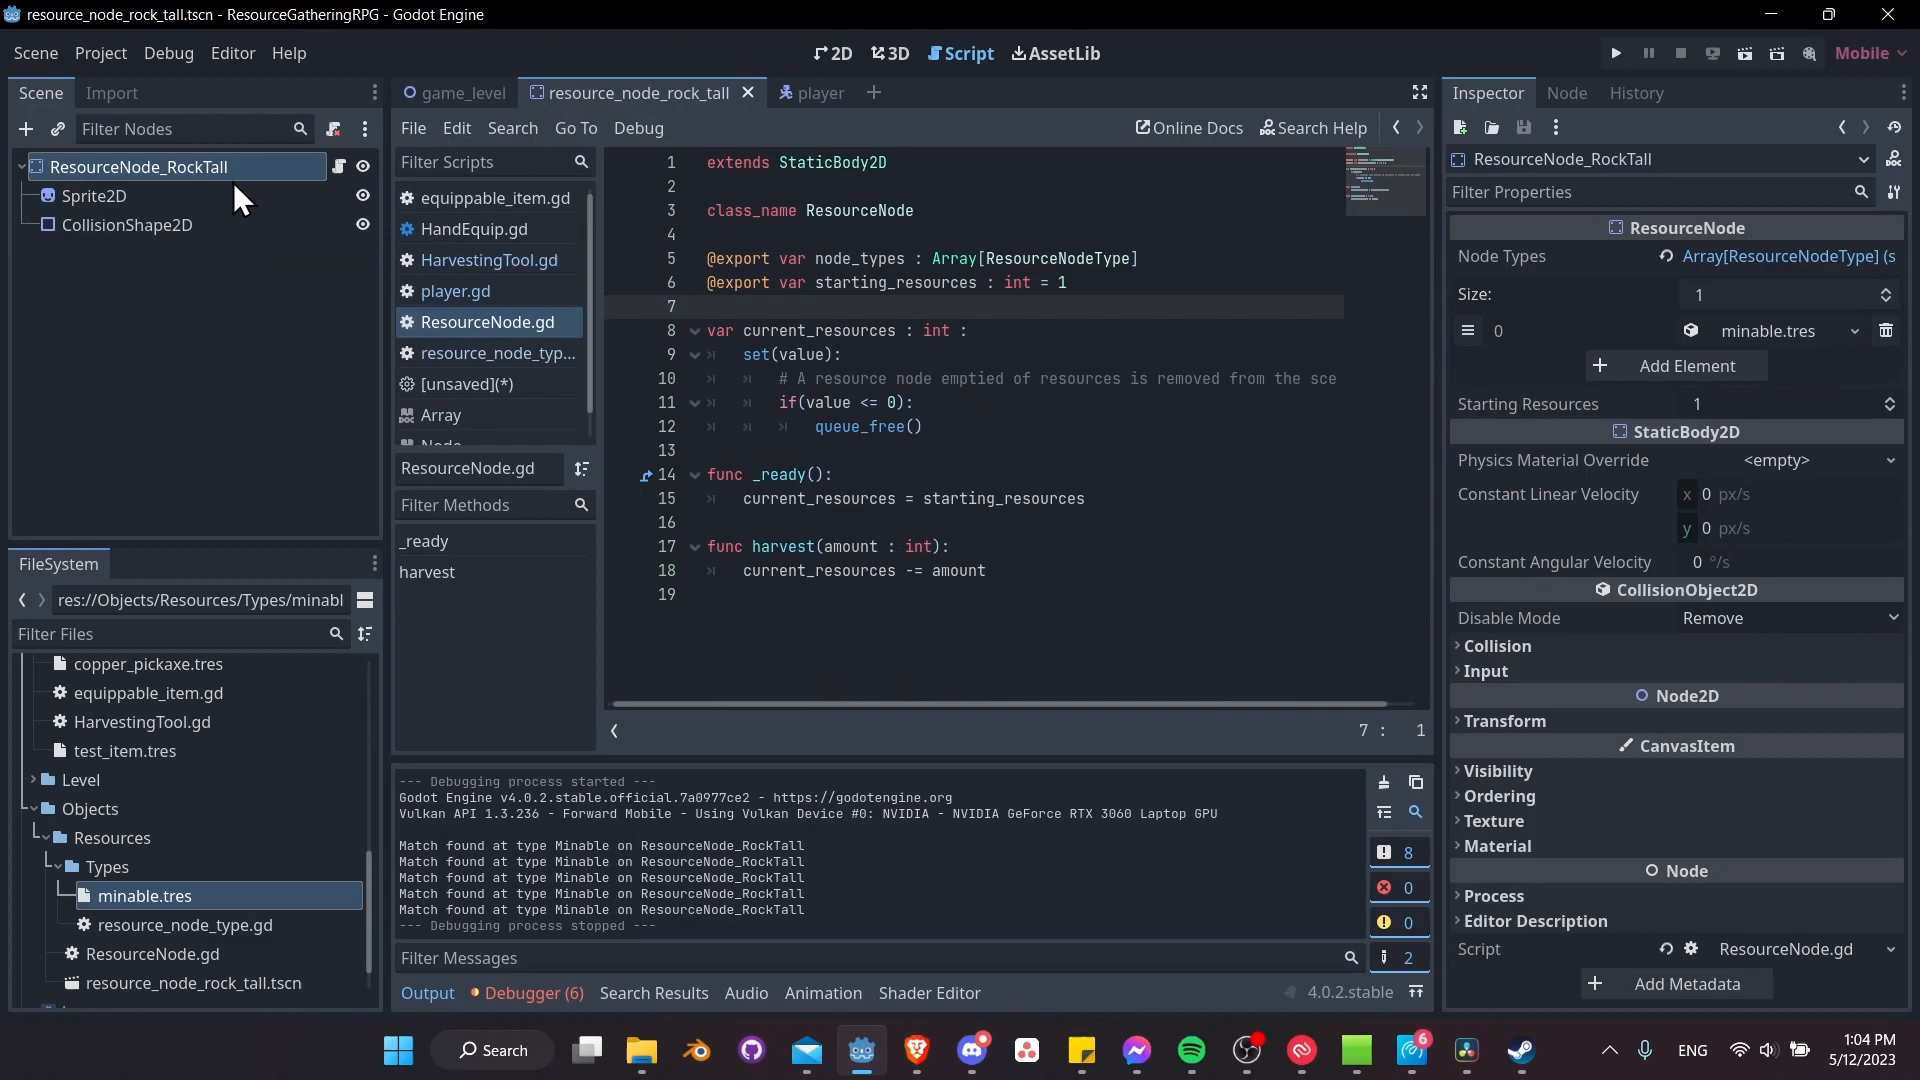 resource_node_rock_tall.tscn - ResourceGatheringRPG - Godot Engine
Scene Project Debug Editor Help
2D 3D Script AssetLib
Mobile
Scene Import
Filter Nodes
ResourceNode_RockTall
Sprite2D
CollisionShape2D
FileSystem
res://Objects/Resources/Types/minabl
Filter Files
copper_pickaxe.tres
equippable_item.gd
HarvestingTool.gd
test_item.tres
Level
Objects
Resources
Types
minable.tres
resource_node_type.gd
ResourceNode.gd
resource_node_rock_tall.tscn
game_level resource_node_rock_tall player
File Edit Search Go To Debug
Online Docs Search Help
Filter Scripts
equippable_item.gd
HandEquip.gd
HarvestingTool.gd
player.gd
ResourceNode.gd
resource_node_typ...
[unsaved](*)
Array
ResourceNode.gd
Filter Methods
_ready
harvest
1 extends StaticBody2D
2
3 class_name ResourceNode
4
5 @export var node_types : Array[ResourceNodeType]
6 @export var starting_resources : int = 1
7
8 var current_resources : int :
9 set(value):
10 # A resource node emptied of resources is removed from the sce
11 if(value <= 0):
12 queue_free()
13
14 func _ready():
15 current_resources = starting_resources
16
17 func harvest(amount : int):
18 current_resources -= amount
19
7 : 1
--- Debugging process started ---
Godot Engine v4.0.2.stable.official.7a0977ce2 - https://godotengine.org
Vulkan API 1.3.236 - Forward Mobile - Using Vulkan Device #0: NVIDIA - NVIDIA GeForce RTX 3060 Laptop GPU
Match found at type Minable on ResourceNode_RockTall
Match found at type Minable on ResourceNode_RockTall
Match found at type Minable on ResourceNode_RockTall
Match found at type Minable on ResourceNode_RockTall
Match found at type Minable on ResourceNode_RockTall
--- Debugging process stopped ---
8
0
0
2
Filter Messages
Output Debugger (6) Search Results Audio Animation Shader Editor
4.0.2.stable
Inspector Node History
ResourceNode_RockTall
Filter Properties
ResourceNode
Node Types Array[ResourceNodeType] (s
Size: 1
0 minable.tres
Add Element
Starting Resources 1
StaticBody2D
Physics Material Override <empty>
Constant Linear Velocity x 0 px/s
y 0 px/s
Constant Angular Velocity 0 °/s
CollisionObject2D
Disable Mode Remove
Collision
Input
Node2D
Transform
CanvasItem
Visibility
Ordering
Texture
Material
Node
Process
Editor Description
Script ResourceNode.gd
Add Metadata
Search
6
ENG
1:04 PM
5/12/2023